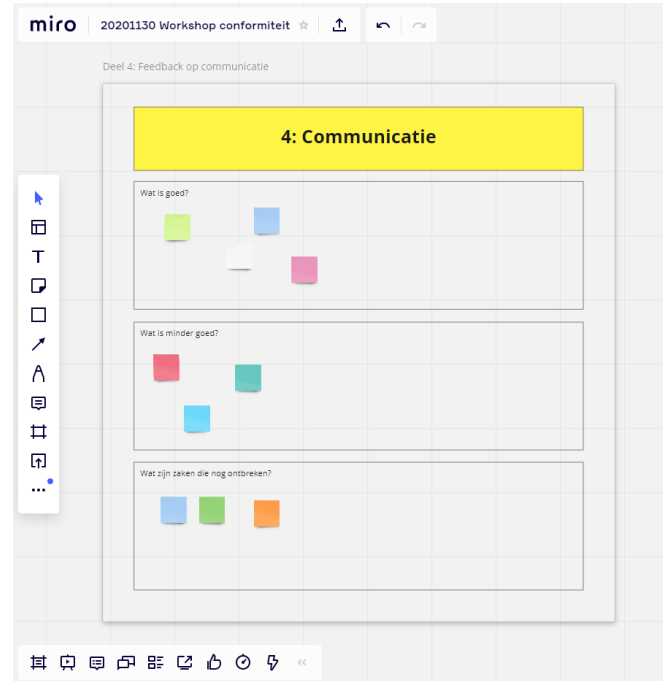 miro
20201130 Workshop conformiteit
Deel 4: Feedback op communicatie
4: Communicatie
Wat is goed?
Wat is minder goed?
Wat zijn zaken die nog ontbreken?